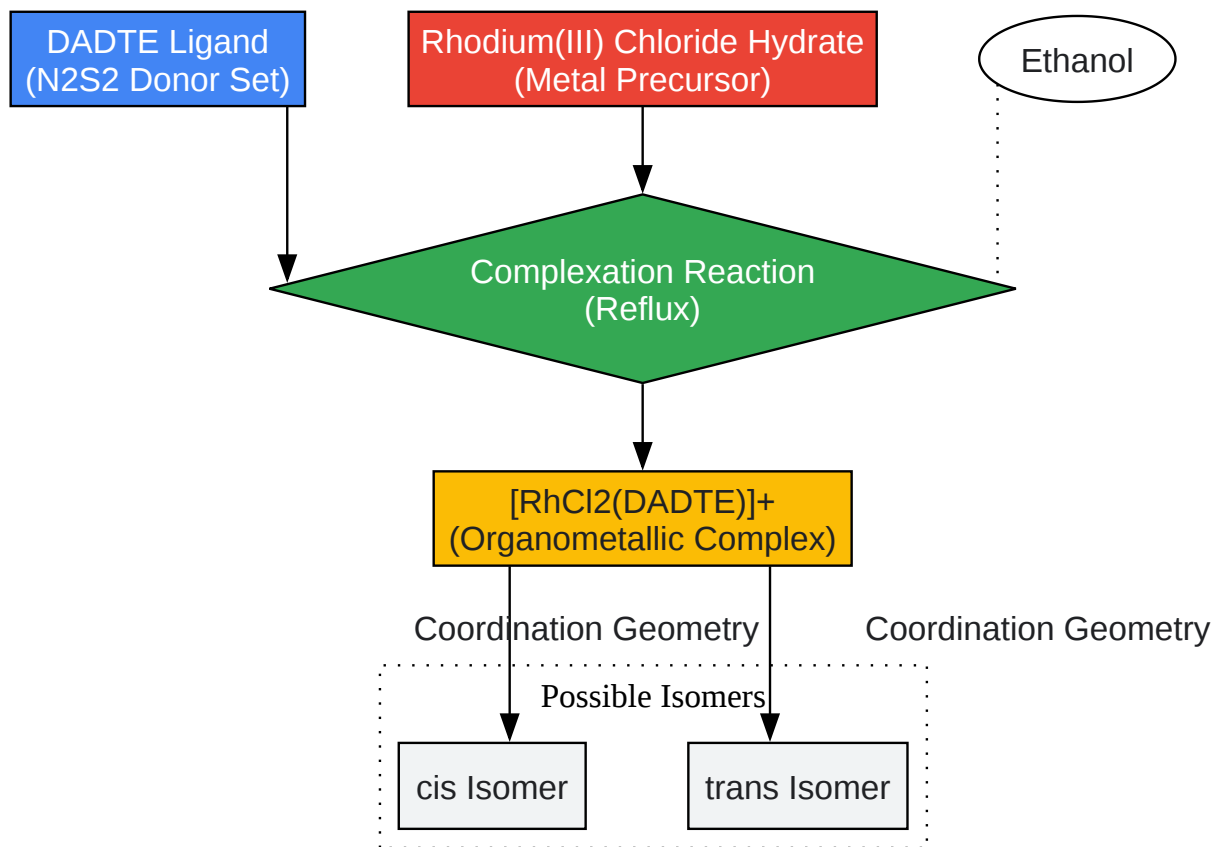 DADTE Ligand
(N2S2 Donor Set)
Rhodium(III) Chloride Hydrate
(Metal Precursor)
Ethanol
Complexation Reaction
(Reflux)
[RhCl2(DADTE)]+
(Organometallic Complex)
Coordination Geometry
Coordination Geometry
Possible Isomers
cis Isomer
trans Isomer